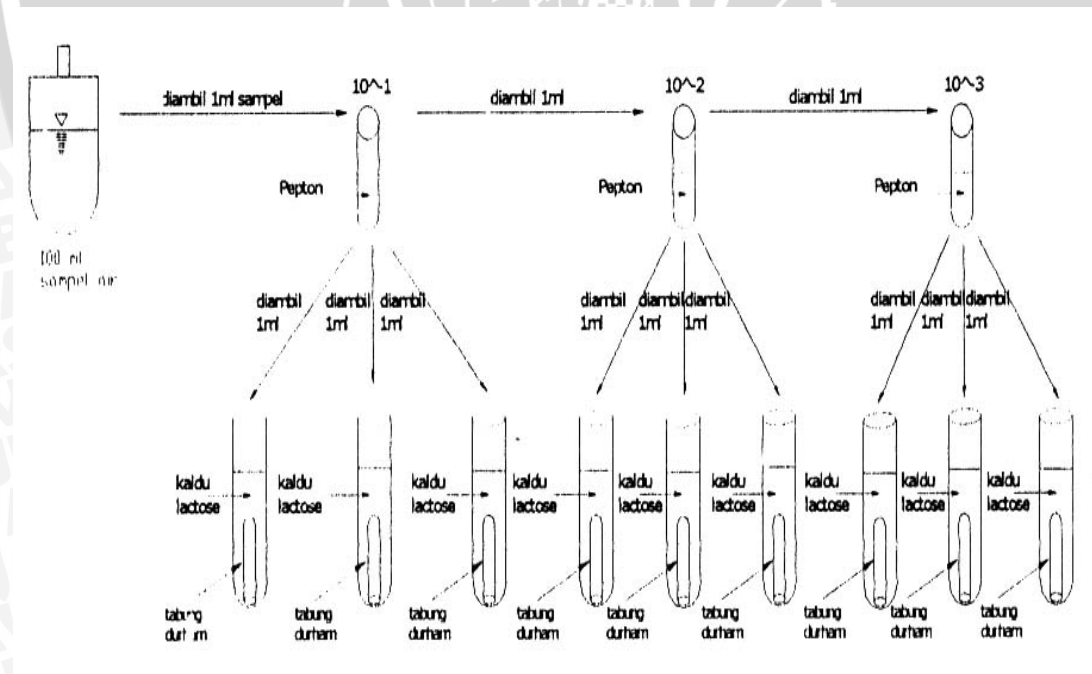 diambil 1ml sampel
10^-1
diambil 1ml
10^-2
diambil 1ml
10^-3
Pepton
Pepton
Pepton
100 ml
sampel air
diambil
1ml
diambil
1ml
diambil
1ml
diambil
1ml
diambil
1ml
diambil
1ml
diambil
1ml
diambil
1ml
diambil
1ml
kaldu
lactose
kaldu
lactose
kaldu
lactose
kaldu
lactose
kaldu
lactose
kaldu
lactose
kaldu
lactose
kaldu
lactose
kaldu
lactose
tabung
durham
tabung
durham
tabung
durham
tabung
durham
tabung
durham
tabung
durham
tabung
durham
tabung
durham
tabung
durham